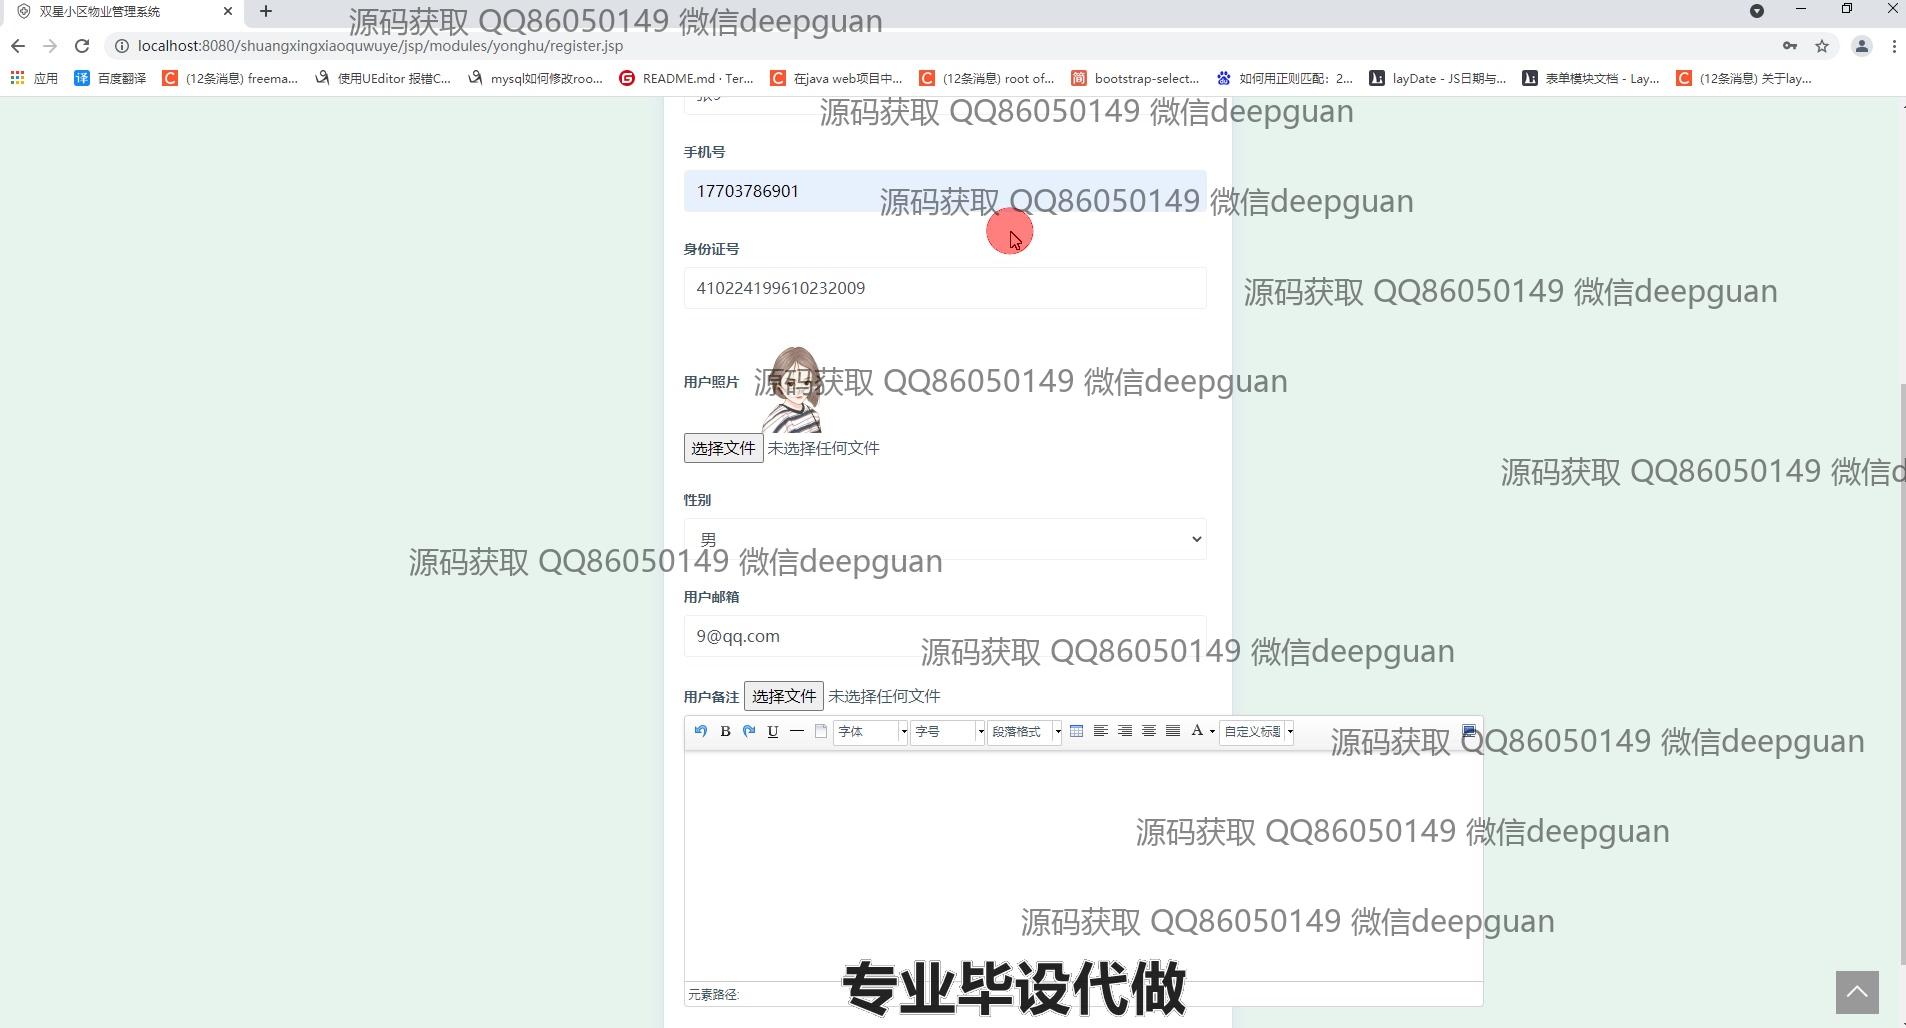 双星小区物业管理系统
源码获取 QQ86050149 微信deepguan
localhost:8080/shuangxingxiaoquwuye/jsp/modules/yonghu/register.jsp
应用 百度翻译 (12条消息) freema... 使用UEditor 报错C... mysql如何修改roo... README.md · Ter... 在java web项目中... (12条消息) root of... bootstrap-select... 如何用正则匹配：2... layDate - JS日期与... 表单模块文档 - Lay... (12条消息) 关于lay...
源码获取 QQ86050149 微信deepguan
手机号
17703786901
源码获取 QQ86050149 微信deepguan
身份证号
410224199610232009
源码获取 QQ86050149 微信deepguan
用户照片
源码获取 QQ86050149 微信deepguan
选择文件 未选择任何文件
源码获取 QQ86050149 微信d
性别
男
源码获取 QQ86050149 微信deepguan
用户邮箱
9@qq.com
源码获取 QQ86050149 微信deepguan
用户备注 选择文件 未选择任何文件
B U 字体 字号 段落格式 A 自定义标题
源码获取 QQ86050149 微信deepguan
源码获取 QQ86050149 微信deepguan
源码获取 QQ86050149 微信deepguan
元素路径:
专业毕设代做